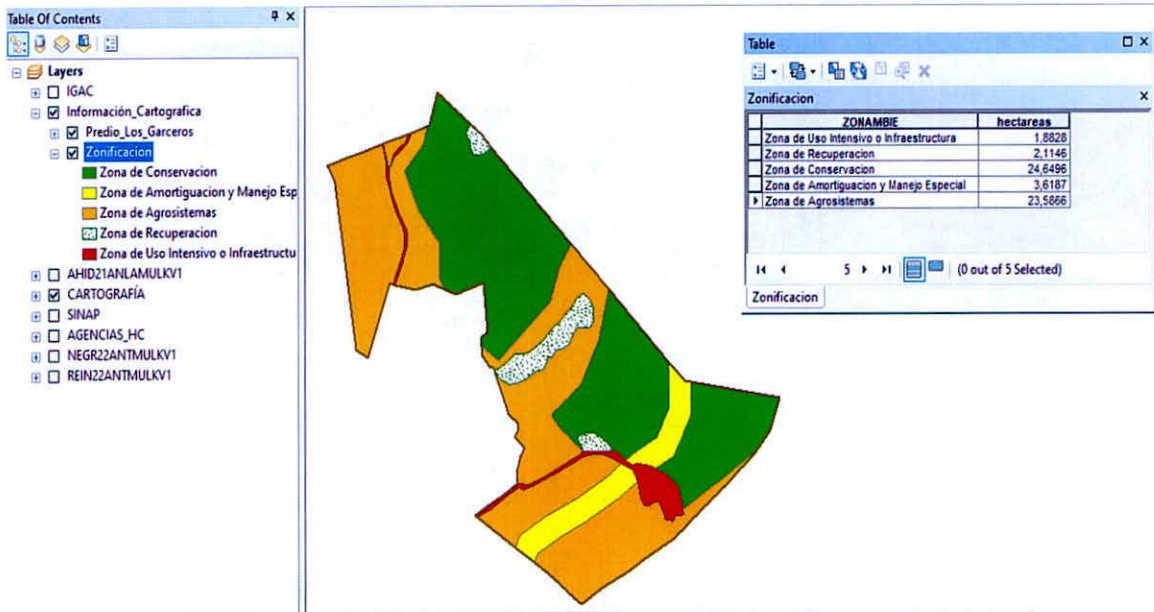 Table Of Contents
Layers
IGAC
Información_Cartografica
Predio_Los_Garceros
Zonificacion
Zona de Conservacion
Zona de Amortiguacion y Manejo Esp
Zona de Agrosistemas
Zona de Recuperacion
Zona de Uso Intensivo o Infraestructu
AHID21ANLAMULKV1
CARTOGRAFÍA
SINAP
AGENCIAS_HC
NEGR22ANTMULKV1
REIN22ANTMULKV1
Table
Zonificacion
ZONAMBIE hectareas
Zona de Uso Intensivo o Infraestructura 1,8828
Zona de Recuperacion 2,1146
Zona de Conservacion 24,6496
Zona de Amortiguacion y Manejo Especial 3,6187
Zona de Agrosistemas 23,5866
5 (0 out of 5 Selected)
Zonificacion